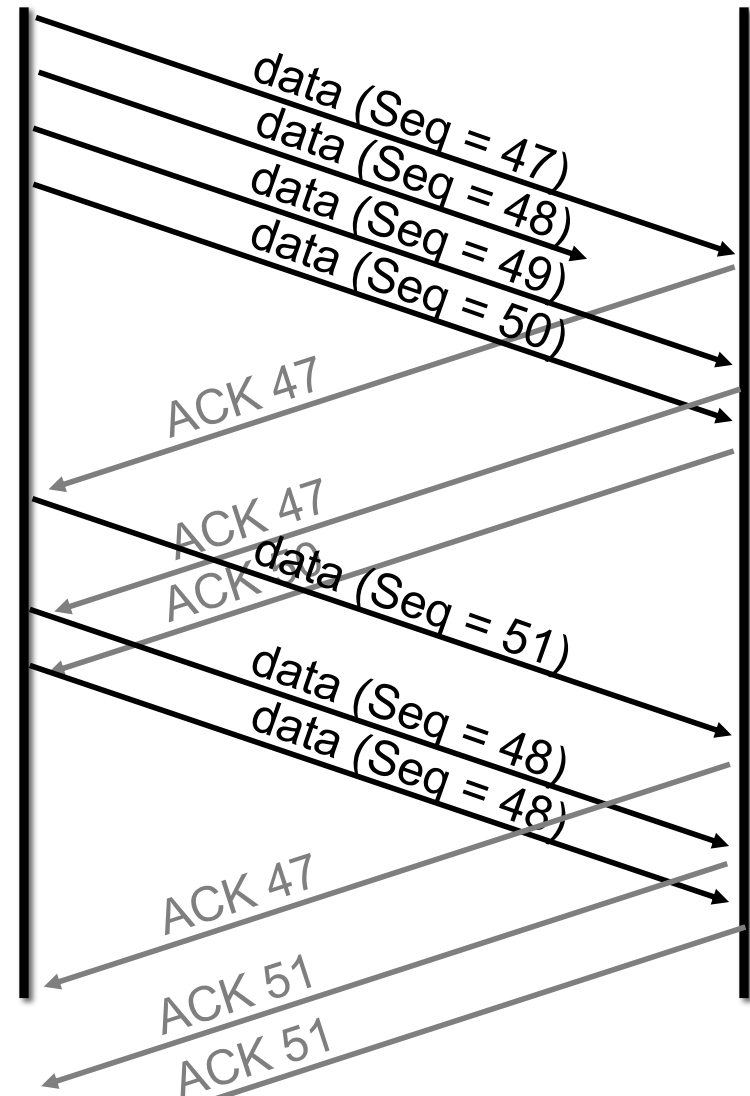 data (Seq = 47)
data (Seq = 48)
data (Seq = 49)
data (Seq = 50)
ACK 47
ACK 47
ACK
data (Seq = 51)
data (Seq = 48)
data (Seq = 48)
ACK 47
ACK 51
ACK 51